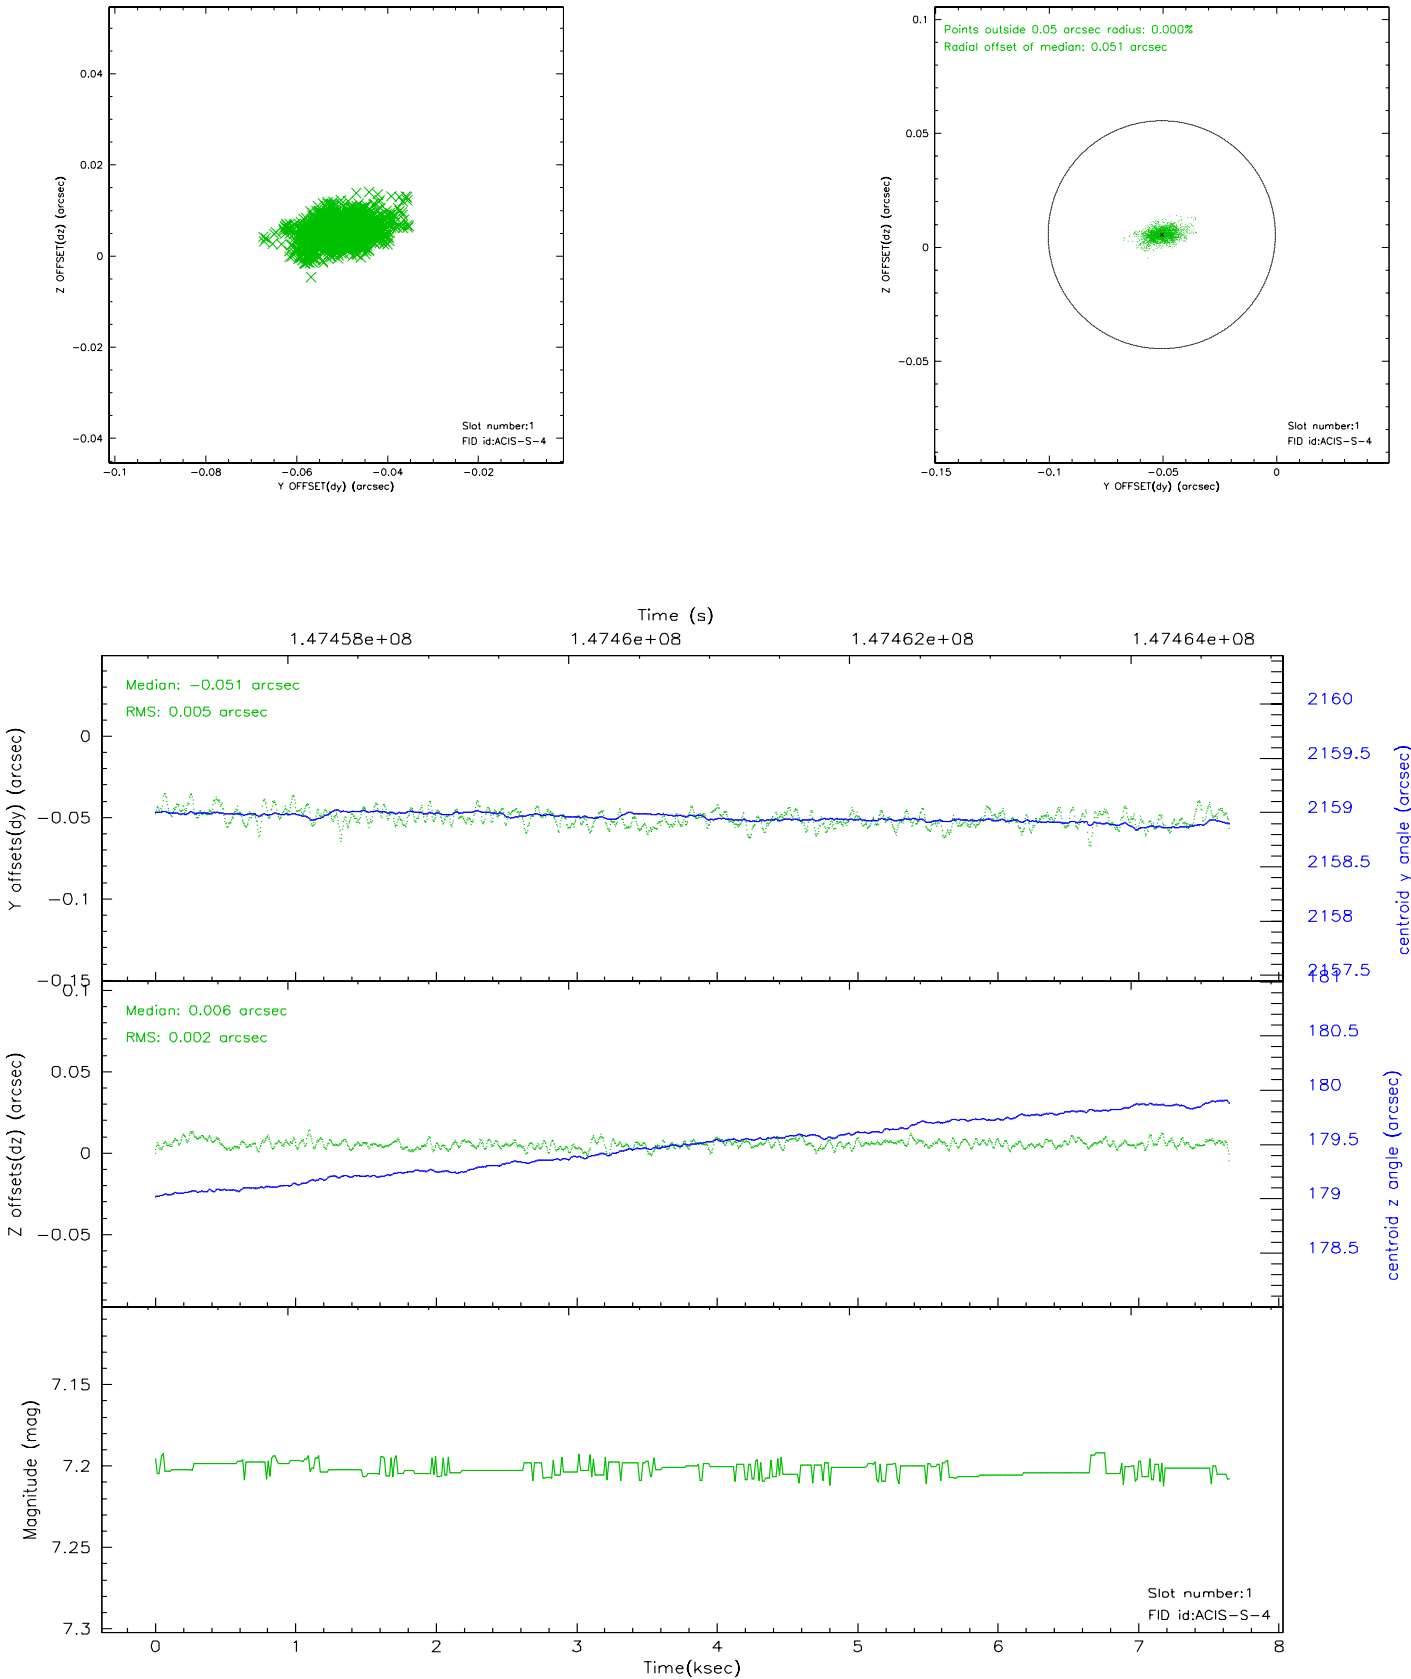 0.04
0.02
0
−0.02
−0.04
Z OFFSET(dz) (arcsec)
Slot number:1
FID id:ACIS−S−4
−0.1
−0.08
−0.06
−0.04
−0.02
Y OFFSET(dy) (arcsec)
Points outside 0.05 arcsec radius: 0.000%
Radial offset of median: 0.051 arcsec
0.1
0.05
0
−0.05
Z OFFSET(dz) (arcsec)
Slot number:1
FID id:ACIS−S−4
−0.15
−0.1
−0.05
0
Y OFFSET(dy) (arcsec)
Time (s)
1.47458e+08
1.4746e+08
1.47462e+08
1.47464e+08
Median: −0.051 arcsec
RMS: 0.005 arcsec
0
−0.05
−0.1
−0.15
Y offsets(dy) (arcsec)
2160
2159.5
2159
2158.5
2158
2157.5
centroid y angle (arcsec)
Median: 0.006 arcsec
RMS: 0.002 arcsec
0.1
0.05
0
−0.05
Z offsets(dz) (arcsec)
181
180.5
180
179.5
179
178.5
centroid z angle (arcsec)
7.15
7.2
7.25
7.3
Magnitude (mag)
Slot number:1
FID id:ACIS−S−4
0
1
2
3
4
5
6
7
8
Time(ksec)